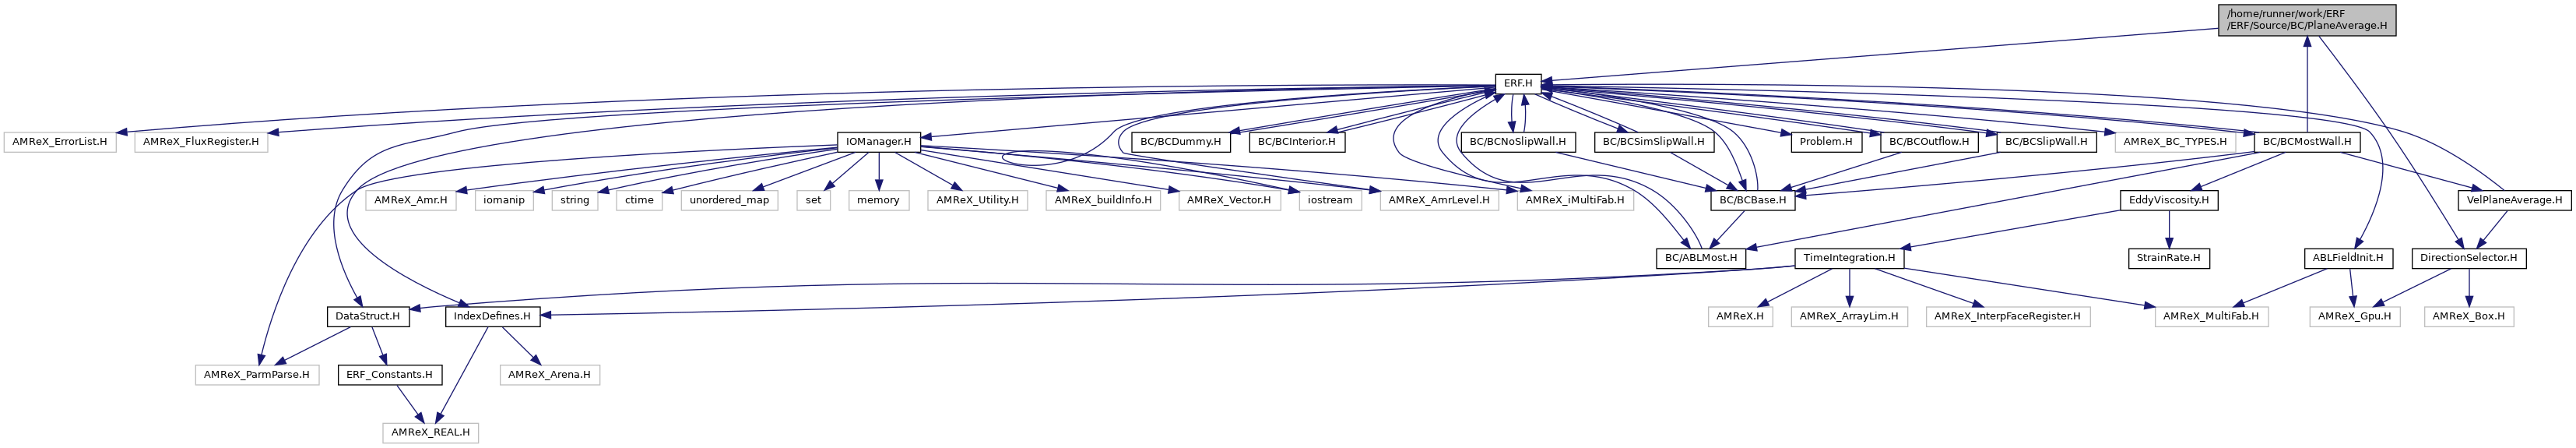 /home/runner/work/ERF
/ERF/Source/BC/PlaneAverage.H
ERF.H
AMReX_ErrorList.H
AMReX_FluxRegister.H
IOManager.H
BC/BCDummy.H
BC/BCInterior.H
BC/BCNoSlipWall.H
BC/BCSimSlipWall.H
Problem.H
BC/BCOutflow.H
BC/BCSlipWall.H
AMReX_BC_TYPES.H
BC/BCMostWall.H
AMReX_Amr.H
iomanip
string
ctime
unordered_map
set
memory
AMReX_Utility.H
AMReX_buildInfo.H
AMReX_Vector.H
iostream
AMReX_AmrLevel.H
AMReX_iMultiFab.H
BC/BCBase.H
EddyViscosity.H
VelPlaneAverage.H
BC/ABLMost.H
TimeIntegration.H
StrainRate.H
ABLFieldInit.H
DirectionSelector.H
DataStruct.H
IndexDefines.H
AMReX.H
AMReX_ArrayLim.H
AMReX_InterpFaceRegister.H
AMReX_MultiFab.H
AMReX_Gpu.H
AMReX_Box.H
AMReX_ParmParse.H
ERF_Constants.H
AMReX_Arena.H
AMReX_REAL.H